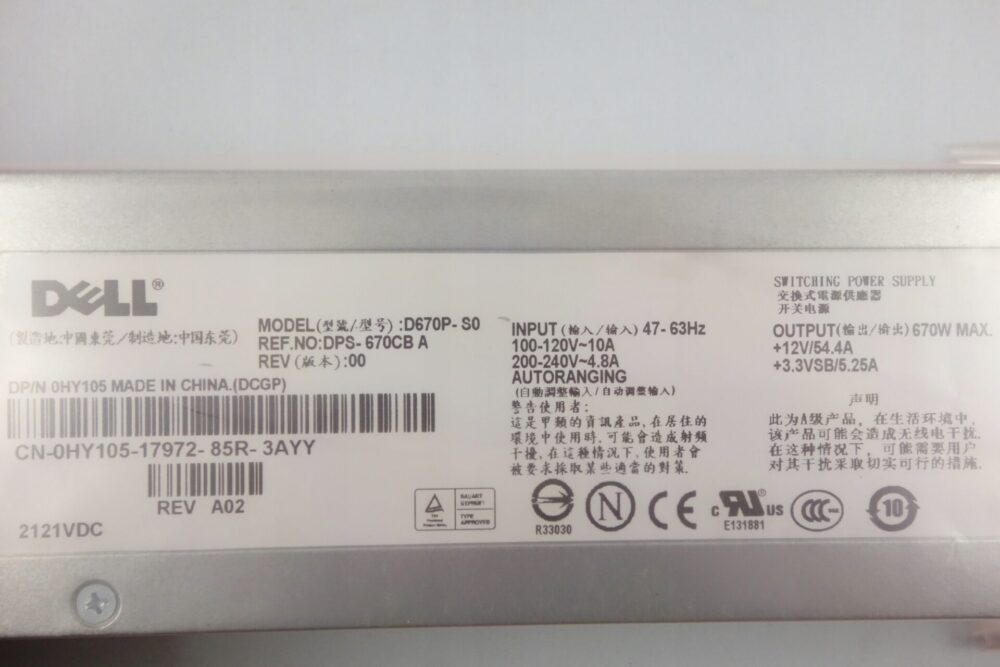 DELL®
(製造地:中國東莞/制造地:中国东莞)
DP/N 0HY105 MADE IN CHINA.(DCGP)
CN-0HY105-17972- 85R- 3AYY
REV A02
2121VDC
MODEL(型號/型号) :D670P- S0
REF.NO:DPS- 670CB A
REV (版本) :00
INPUT (輸入/输入) 47- 63Hz
100-120V~10A
200-240V~4.8A
AUTORANGING
(自動調整輸入/自动调整输入)
警告使用者:
這是甲類的資訊產品,在居住的
環境中使用時,可能會造成射頻
干擾,在這種情況下,使用者會
被要求採取某些適當的對策.
SWITCHING POWER SUPPLY
交換式電源供應器
开关电源
OUTPUT(輸出/输出) 670W MAX.
+12V/54.4A
+3.3VSB/5.25A
声明
此为A级产品, 在生活环境中,
该产品可能会造成无线电干扰.
在这种情况下, 可能需要用户
对其干扰采取切实可行的措施.
TYPE
APPROVED
R33030
N
CE
c RU® US
E131881
CCC
10